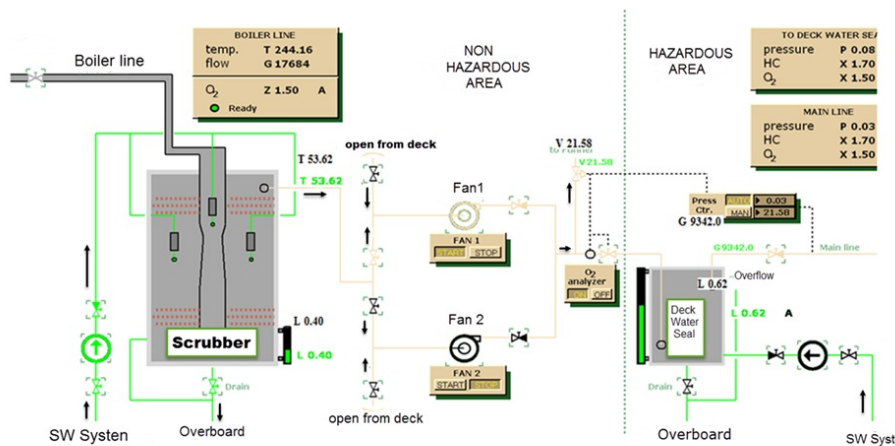 BOILER LINE
temp. T 244.16
flow G 17684
O2 Z 1.50 A
Ready
Boiler line
NON
HAZARDOUS
AREA
HAZARDOUS
AREA
TO DECK WATER SEA
pressure P 0.08
HC X 1.70
O2 X 1.50
MAIN LINE
pressure P 0.03
HC X 1.70
O2 X 1.50
T 53.62
T 53.62
open from deck
V 21.58
V 21.58
Fan1
FAN 1
START STOP
Press
Ctr.
AUTO 0.03
MAN 21.58
G 9342.0
G9342.0
Main line
O2
analyzer
ON OFF
Overflow
L 0.62
L 0.62 A
Deck
Water
Seal
Fan 2
FAN 2
START STOP
L 0.40
L 0.40
Scrubber
Drain
Drain
open from deck
SW Systen
Overboard
Overboard
SW Syst